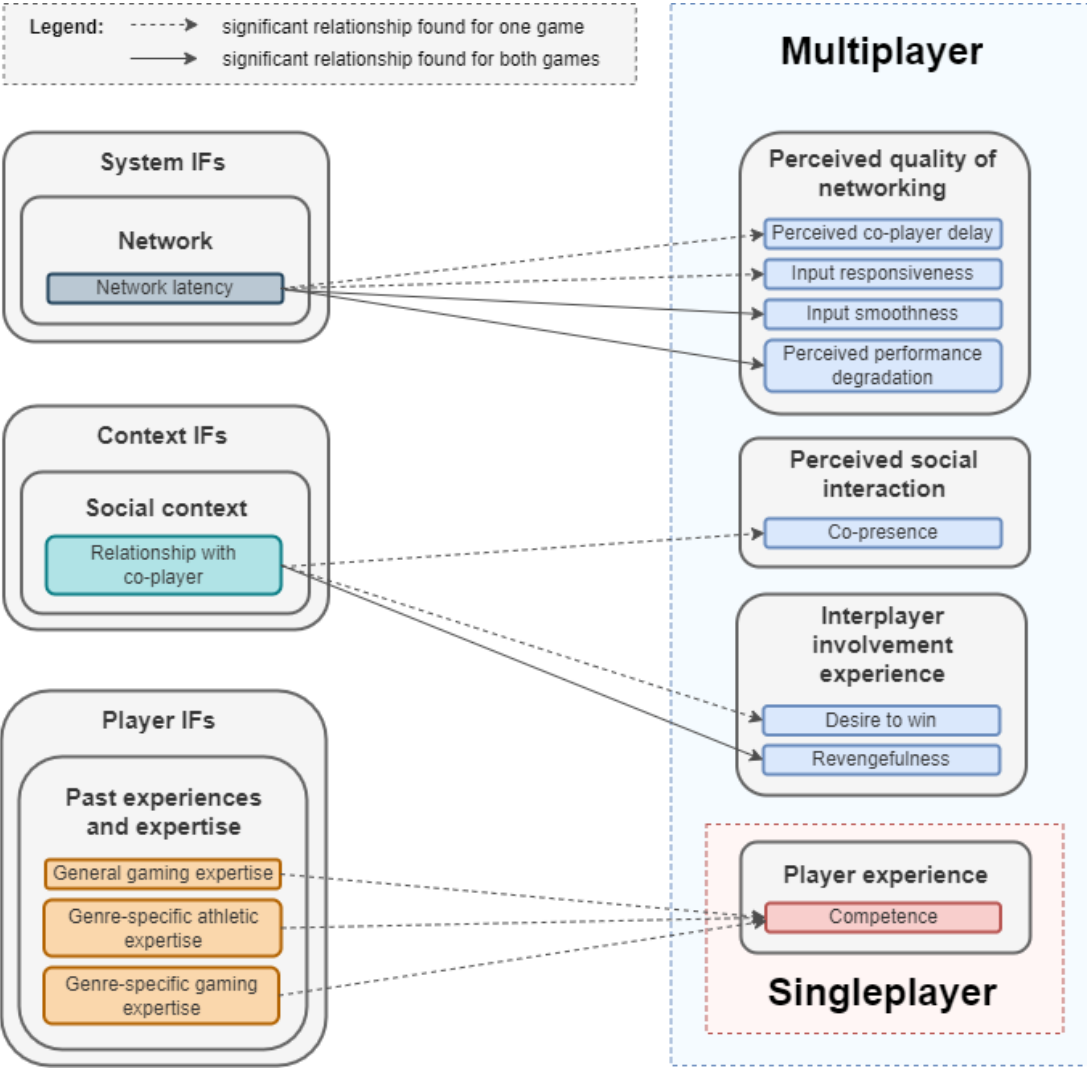 Legend:
significant relationship found for one game
significant relationship found for both games
Multiplayer
System IFs
Network
Network latency
Perceived quality of
networking
Perceived co-player delay
Input responsiveness
Input smoothness
Perceived performance
degradation
Context IFs
Social context
Relationship with
co-player
Perceived social
interaction
Co-presence
Interplayer
involvement
experience
Desire to win
Revengefulness
Player IFs
Past experiences
and expertise
General gaming expertise
Genre-specific athletic
expertise
Genre-specific gaming
expertise
Player experience
Competence
Singleplayer